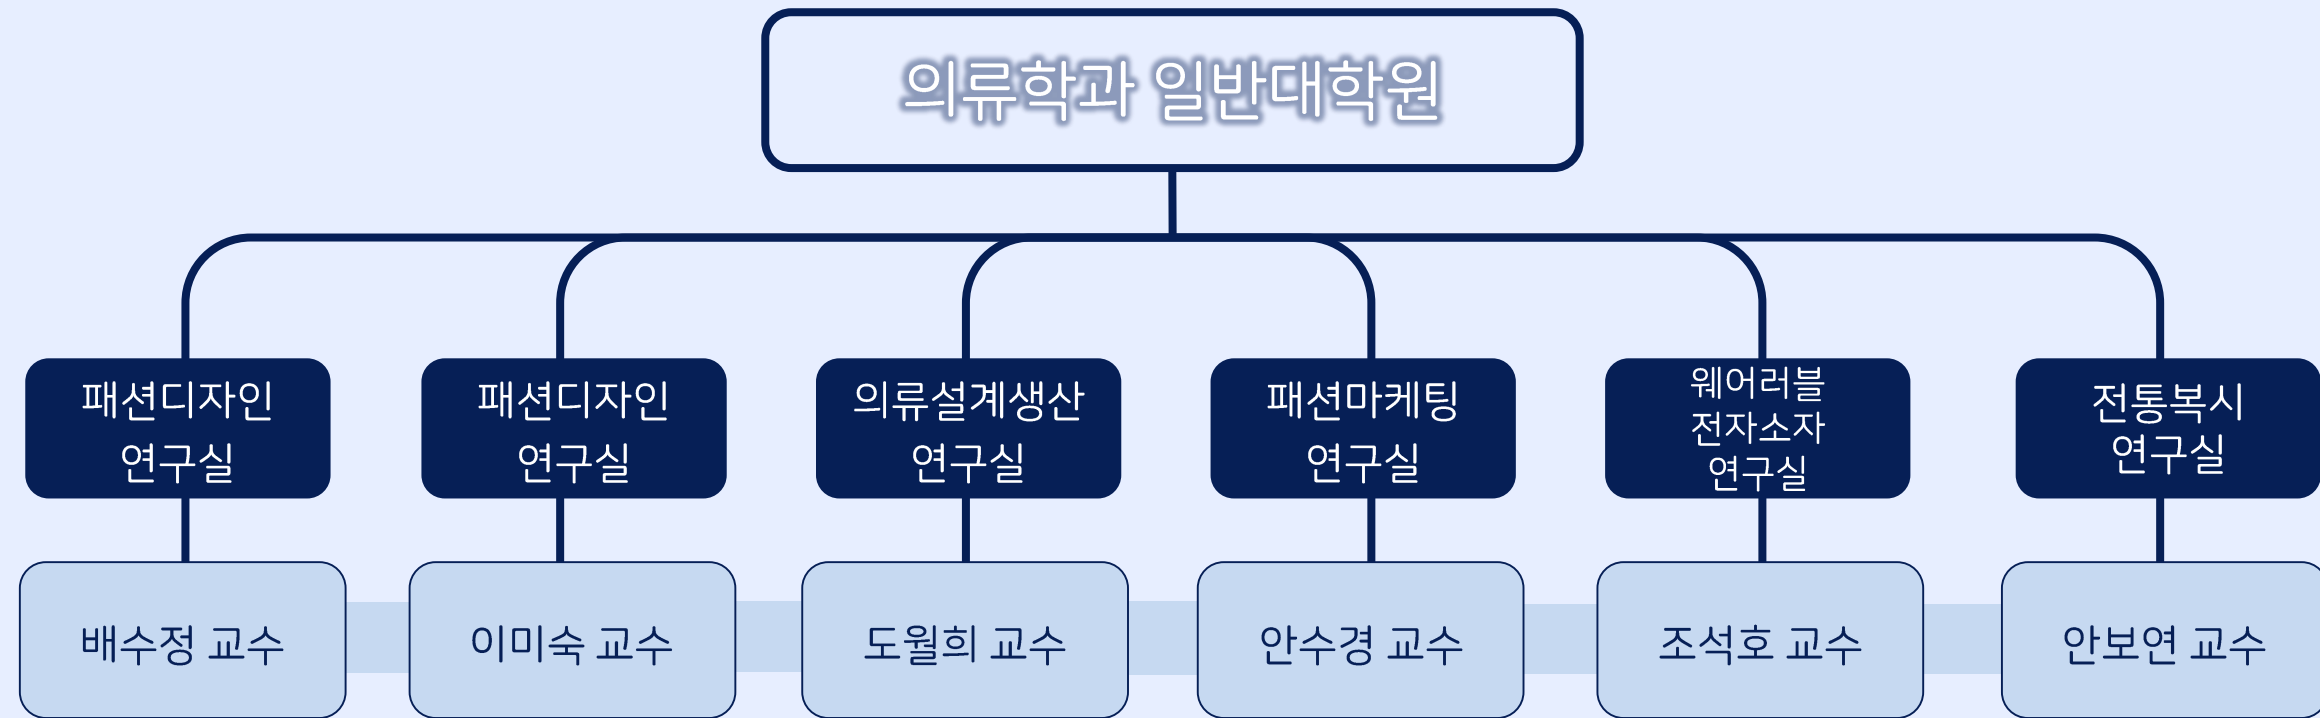 의류학과 일반대학원
패션디자인
연구실
패션디자인
연구실
의류설계생산
연구실
패션마케팅
연구실
웨어러블
전자소자
연구실
전통복시
연구실
배수정 교수
이미숙 교수
도월희 교수
안수경 교수
조석호 교수
안보연 교수